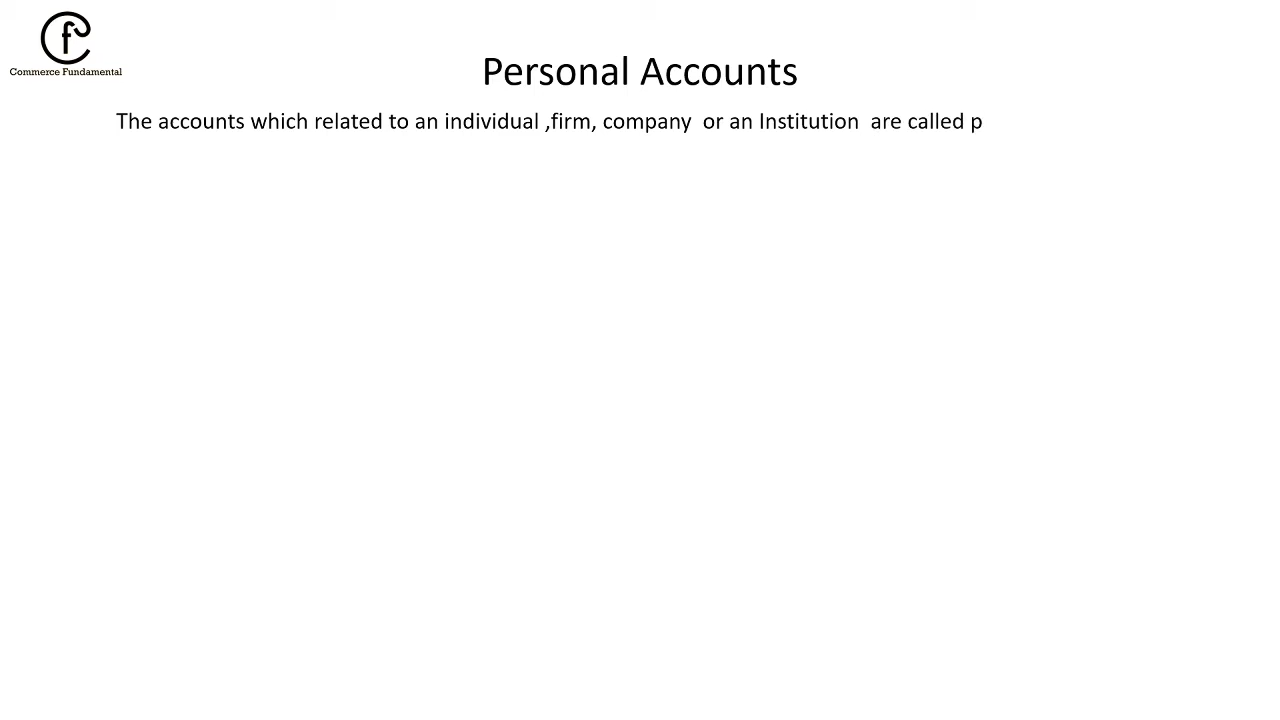 Commerce Fundamental
Personal Accounts
The accounts which related to an individual ,firm, company  or an Institution  are called p